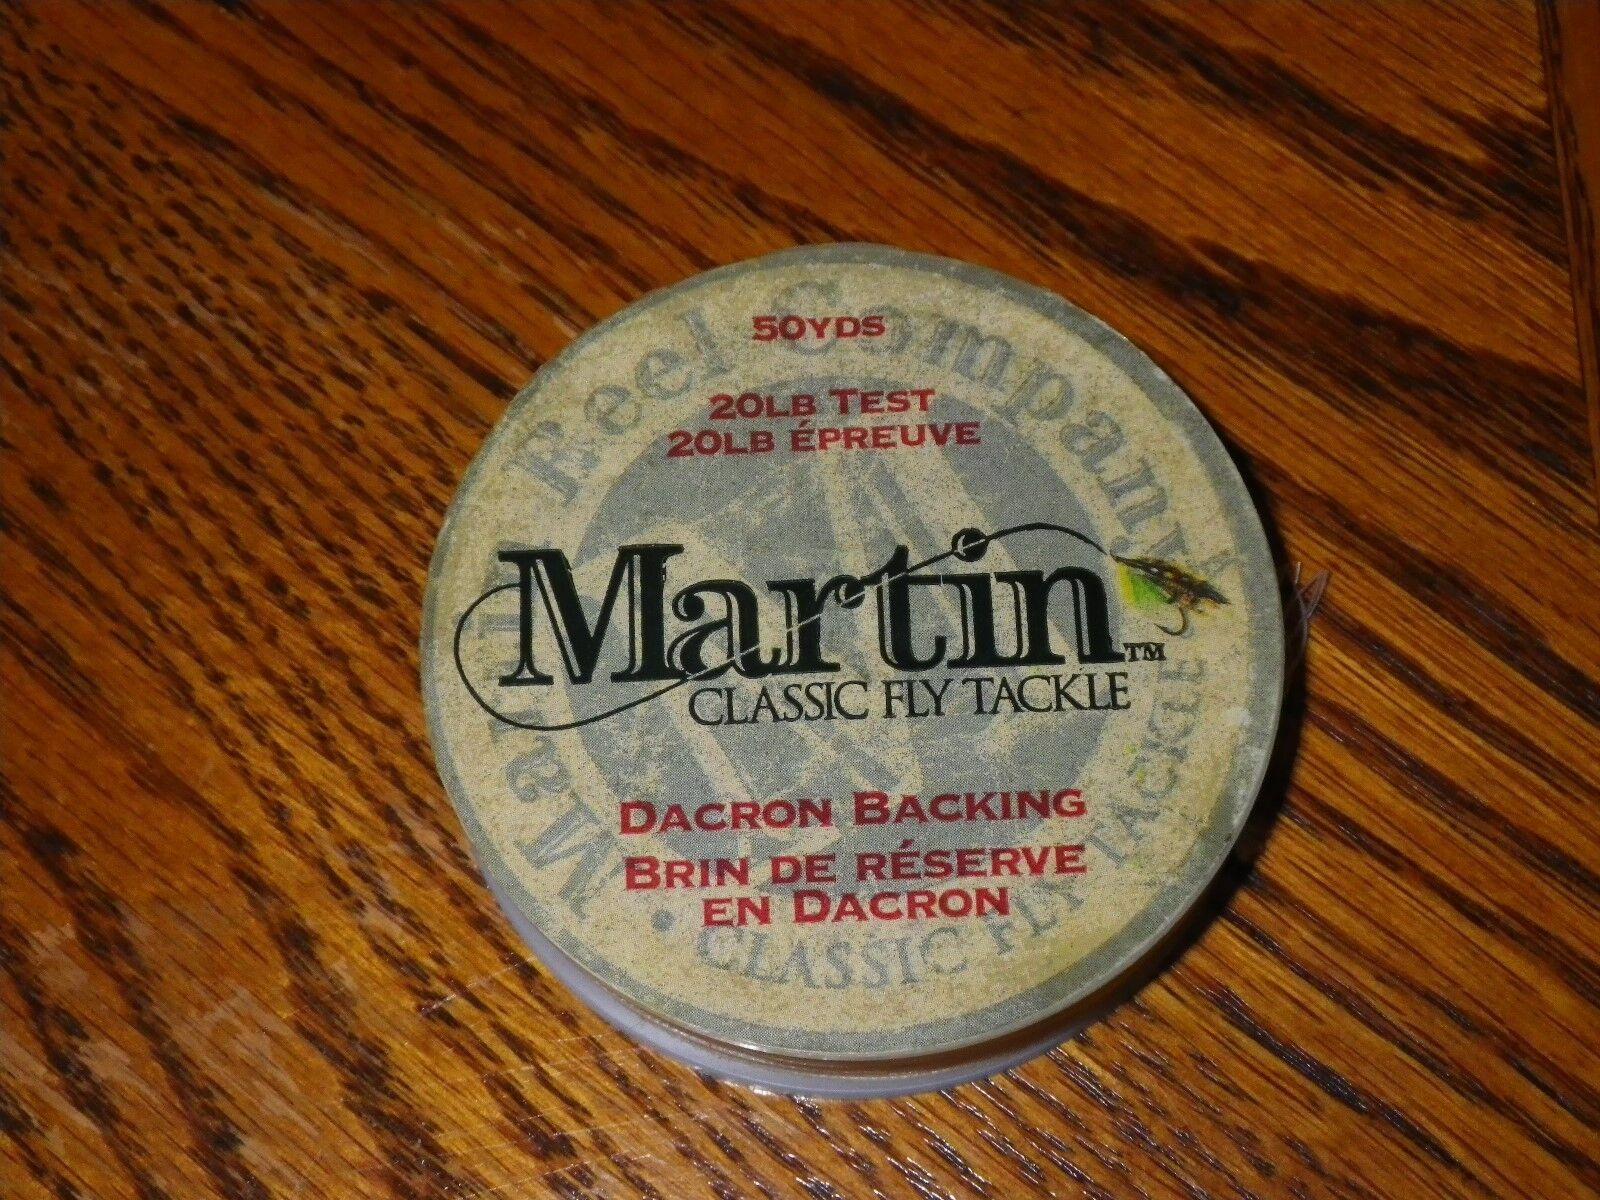 50YDS
20LB TEST
20LB ÉPREUVE
Martin™
CLASSIC FLY TACKLE
DACRON BACKING
BRIN DE RÉSERVE
EN DACRON
Martin Reel Company
• CLASSIC FLY TACKLE